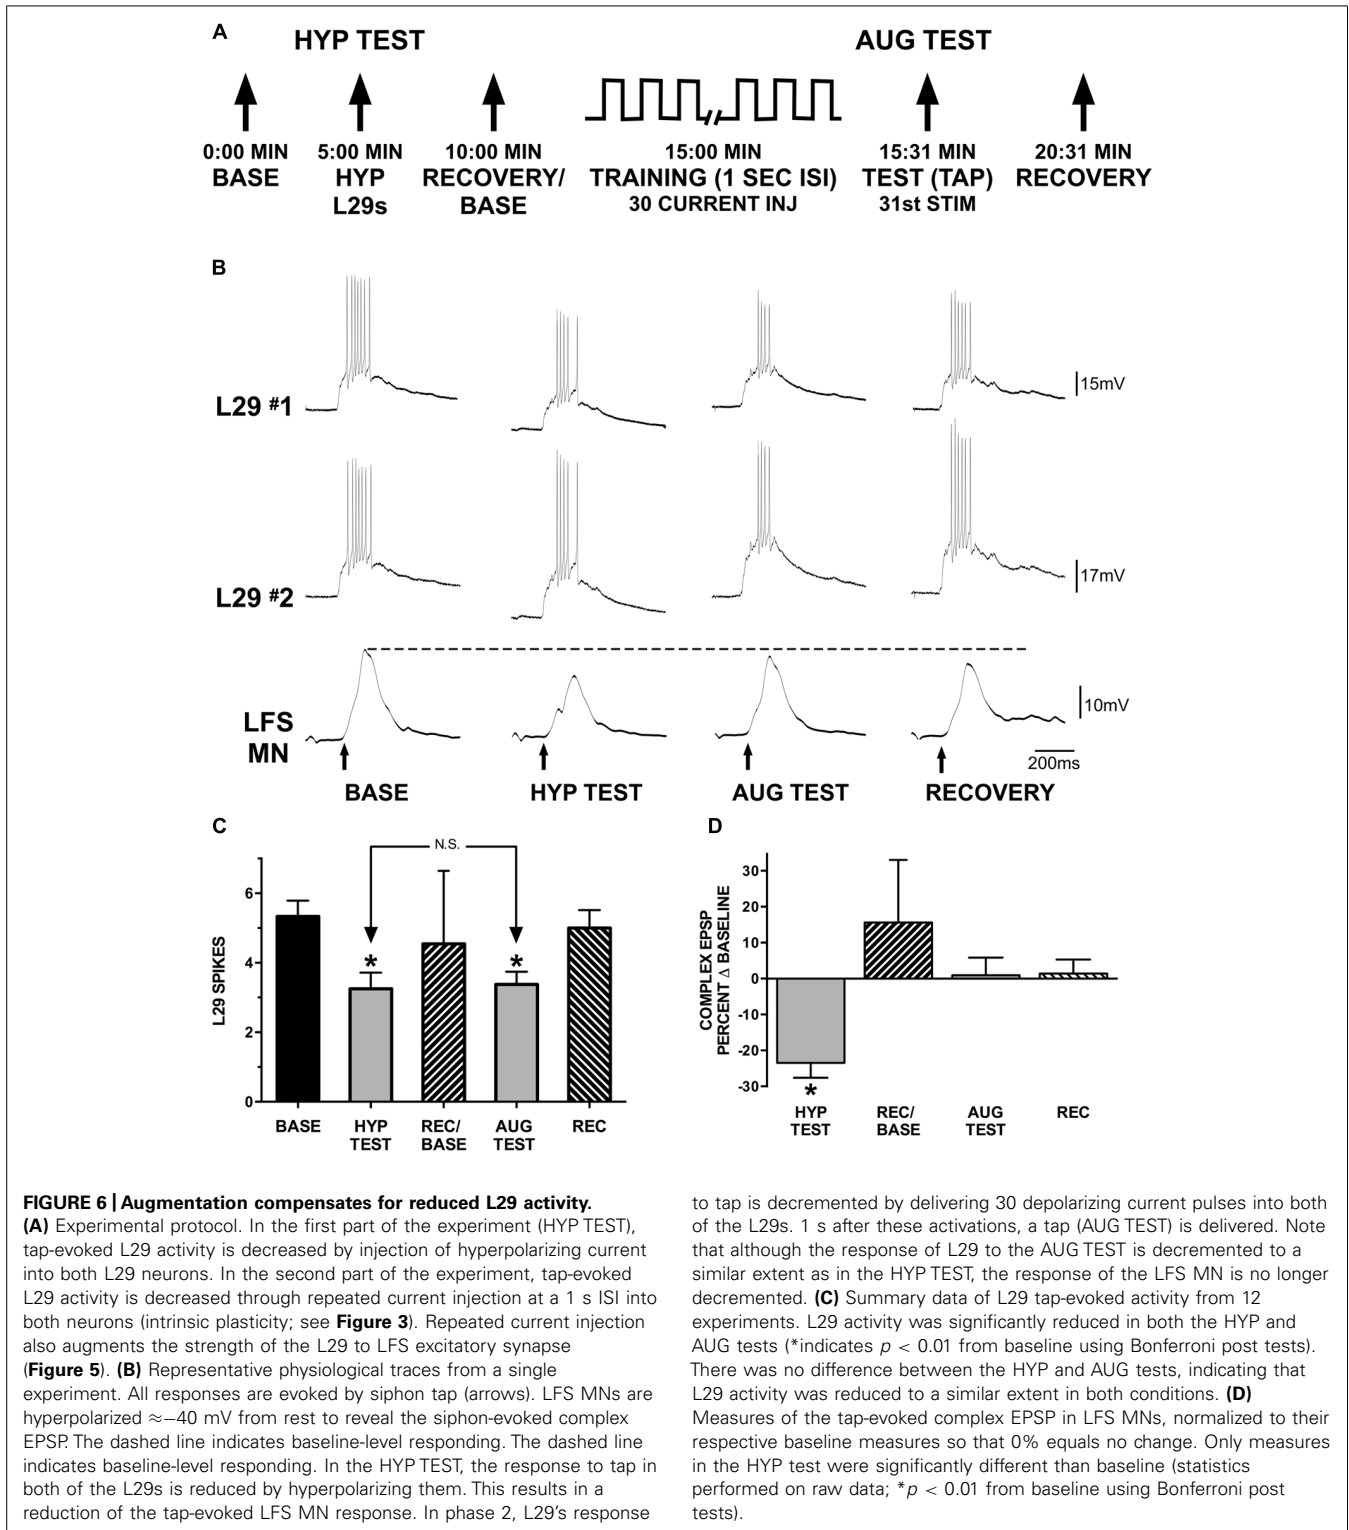 A
HYP TEST
AUG TEST
0:00 MIN 5:00 MIN 10:00 MIN 15:00 MIN 15:31 MIN 20:31 MIN
BASE HYP RECOVERY/ TRAINING (1 SEC ISI) TEST (TAP) RECOVERY
L29s BASE 30 CURRENT INJ 31st STIM
B
L29 #1
15mV
L29 #2
17mV
LFS
MN
10mV
200ms
BASE HYP TEST AUG TEST RECOVERY
C
N.S.
L29 SPIKES
6
4
2
0
* *
BASE HYP REC/ AUG REC
TEST BASE TEST
D
COMPLEX EPSP
PERCENT Δ BASELINE
30
20
10
0
-10
-20
-30
*
HYP REC/ AUG REC
TEST BASE TEST
FIGURE 6 | Augmentation compensates for reduced L29 activity.
(A) Experimental protocol. In the first part of the experiment (HYP TEST),
tap-evoked L29 activity is decreased by injection of hyperpolarizing current
into both L29 neurons. In the second part of the experiment, tap-evoked
L29 activity is decreased through repeated current injection at a 1 s ISI into
both neurons (intrinsic plasticity; see Figure 3). Repeated current injection
also augments the strength of the L29 to LFS excitatory synapse
(Figure 5). (B) Representative physiological traces from a single
experiment. All responses are evoked by siphon tap (arrows). LFS MNs are
hyperpolarized ≈−40 mV from rest to reveal the siphon-evoked complex
EPSP. The dashed line indicates baseline-level responding. The dashed line
indicates baseline-level responding. In the HYP TEST, the response to tap in
both of the L29s is reduced by hyperpolarizing them. This results in a
reduction of the tap-evoked LFS MN response. In phase 2, L29's response
to tap is decremented by delivering 30 depolarizing current pulses into both
of the L29s. 1 s after these activations, a tap (AUG TEST) is delivered. Note
that although the response of L29 to the AUG TEST is decremented to a
similar extent as in the HYP TEST, the response of the LFS MN is no longer
decremented. (C) Summary data of L29 tap-evoked activity from 12
experiments. L29 activity was significantly reduced in both the HYP and
AUG tests (*indicates p < 0.01 from baseline using Bonferroni post tests).
There was no difference between the HYP and AUG tests, indicating that
L29 activity was reduced to a similar extent in both conditions. (D)
Measures of the tap-evoked complex EPSP in LFS MNs, normalized to their
respective baseline measures so that 0% equals no change. Only measures
in the HYP test were significantly different than baseline (statistics
performed on raw data; *p < 0.01 from baseline using Bonferroni post
tests).